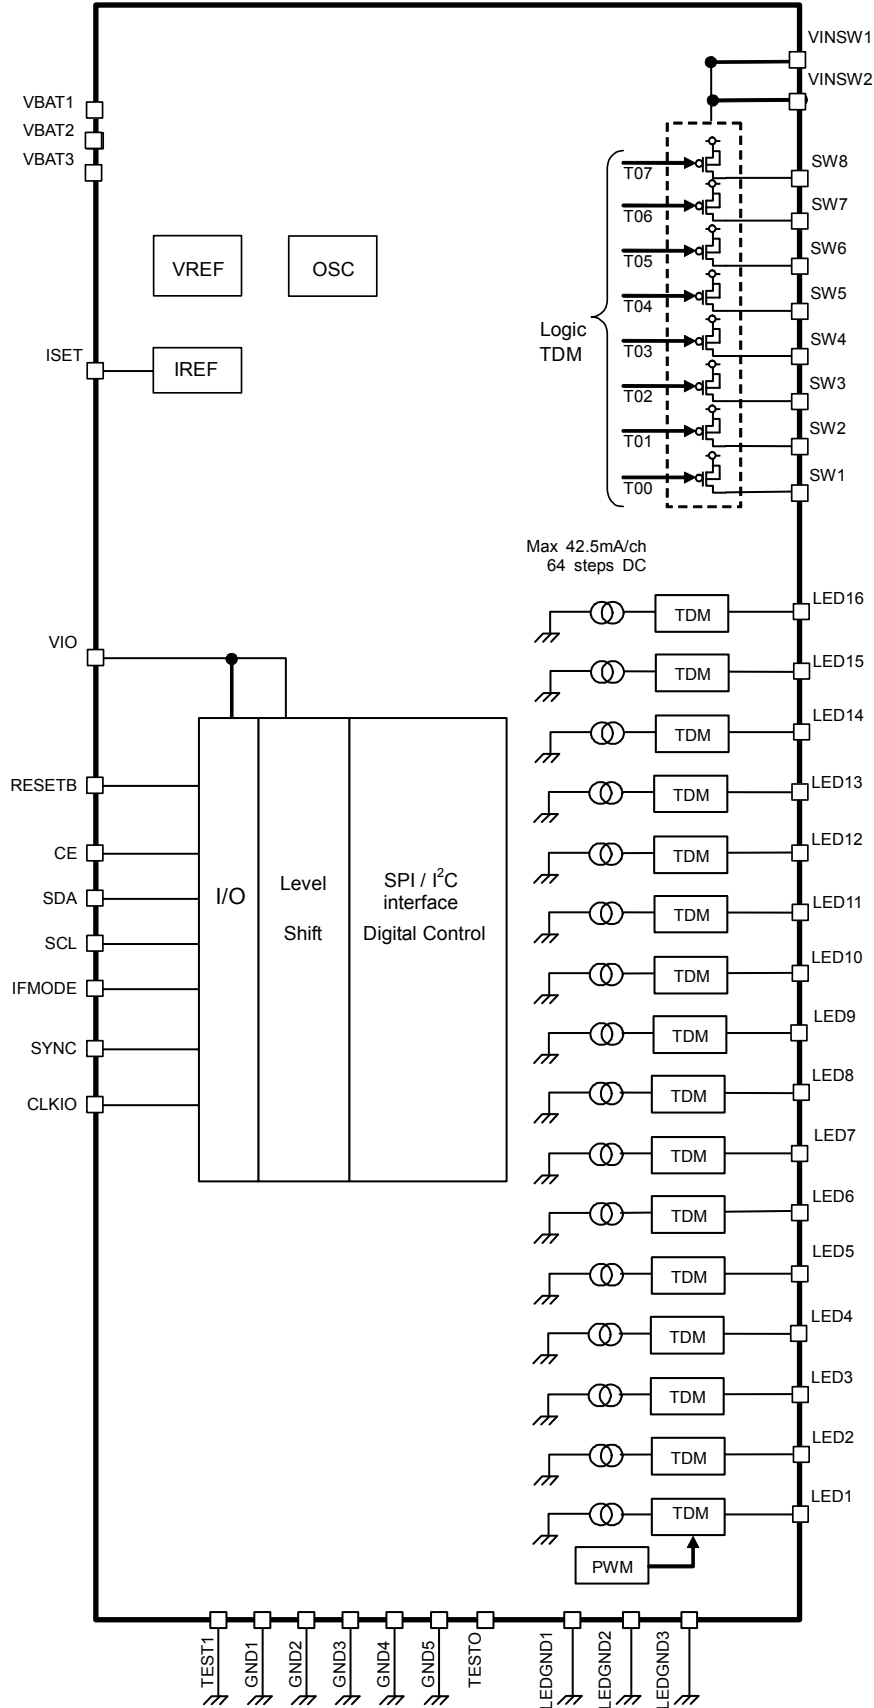 VINSW1
VINSW2
VBAT1
VBAT2
VBAT3
SW8
T07
SW7
T06
SW6
T05
SW5
T04
SW4
T03
SW3
T02
SW2
T01
SW1
T00
Logic
TDM
VREF
OSC
ISET
IREF
Max 42.5mA/ch
64 steps DC
LED16
TDM
VIO
LED15
TDM
LED14
TDM
RESETB
LED13
TDM
CE
LED12
TDM
SDA
LED11
TDM
SCL
LED10
TDM
IFMODE
LED9
TDM
SYNC
LED8
TDM
CLKIO
LED7
TDM
I/O
Level
Shift
SPI / I²C
interface
Digital Control
LED6
TDM
LED5
TDM
LED4
TDM
LED3
TDM
LED2
TDM
LED1
TDM
PWM
TEST1
GND1
GND2
GND3
GND4
GND5
TESTO
LEDGND1
LEDGND2
LEDGND3